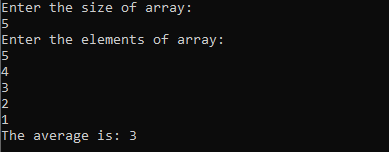 Enter the size of array:
5
Enter the elements of array:
5
4
3
2
1
The average is: 3